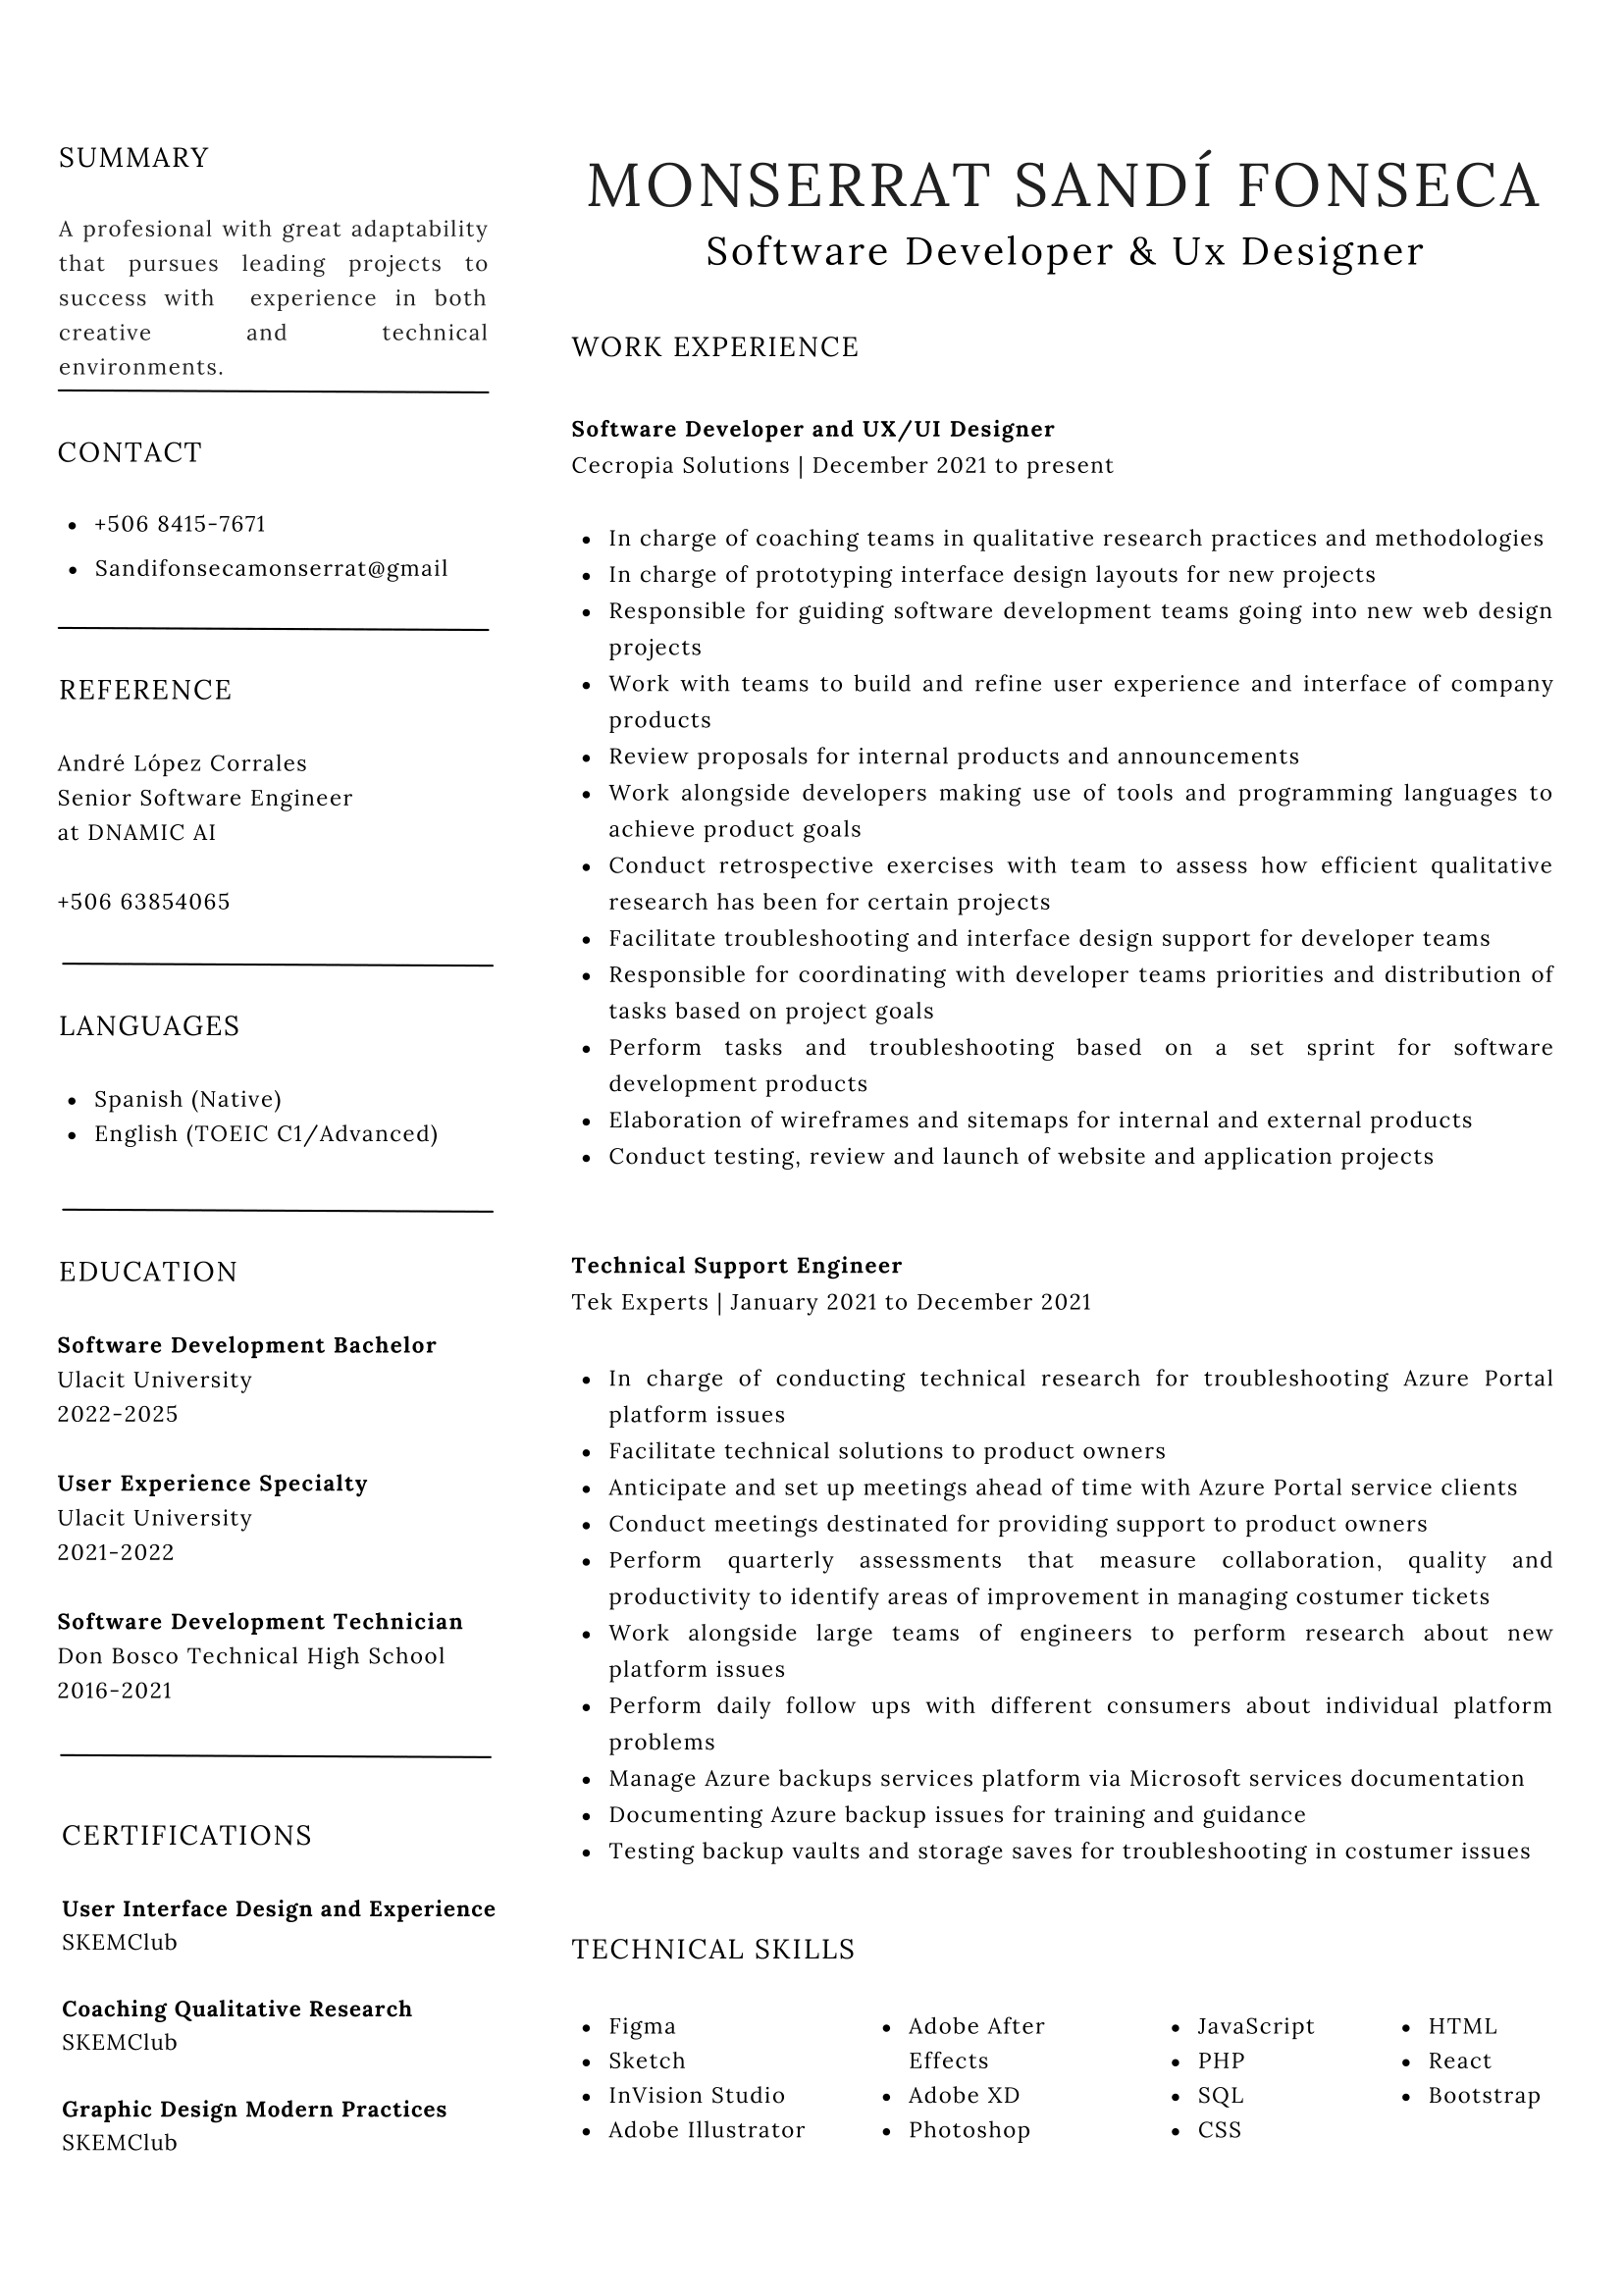 SUMMARY
A profesional with great adaptability
that pursues leading projects to
success with experience in both
creative and technical
environments.
CONTACT
• +506 8415-7671
• Sandifonsecamonserrat@gmail
REFERENCE
André López Corrales
Senior Software Engineer
at DNAMIC AI
+506 63854065
LANGUAGES
• Spanish (Native)
• English (TOEIC C1/Advanced)
EDUCATION
Software Development Bachelor
Ulacit University
2022-2025
User Experience Specialty
Ulacit University
2021-2022
Software Development Technician
Don Bosco Technical High School
2016-2021
CERTIFICATIONS
User Interface Design and Experience
SKEMClub
Coaching Qualitative Research
SKEMClub
Graphic Design Modern Practices
SKEMClub
MONSERRAT SANDÍ FONSECA
Software Developer & Ux Designer
WORK EXPERIENCE
Software Developer and UX/UI Designer
Cecropia Solutions | December 2021 to present
• In charge of coaching teams in qualitative research practices and methodologies
• In charge of prototyping interface design layouts for new projects
• Responsible for guiding software development teams going into new web design
projects
• Work with teams to build and refine user experience and interface of company
products
• Review proposals for internal products and announcements
• Work alongside developers making use of tools and programming languages to
achieve product goals
• Conduct retrospective exercises with team to assess how efficient qualitative
research has been for certain projects
• Facilitate troubleshooting and interface design support for developer teams
• Responsible for coordinating with developer teams priorities and distribution of
tasks based on project goals
• Perform tasks and troubleshooting based on a set sprint for software
development products
• Elaboration of wireframes and sitemaps for internal and external products
• Conduct testing, review and launch of website and application projects
Technical Support Engineer
Tek Experts | January 2021 to December 2021
• In charge of conducting technical research for troubleshooting Azure Portal
platform issues
• Facilitate technical solutions to product owners
• Anticipate and set up meetings ahead of time with Azure Portal service clients
• Conduct meetings destinated for providing support to product owners
• Perform quarterly assessments that measure collaboration, quality and
productivity to identify areas of improvement in managing costumer tickets
• Work alongside large teams of engineers to perform research about new
platform issues
• Perform daily follow ups with different consumers about individual platform
problems
• Manage Azure backups services platform via Microsoft services documentation
• Documenting Azure backup issues for training and guidance
• Testing backup vaults and storage saves for troubleshooting in costumer issues
TECHNICAL SKILLS
• Figma
• Sketch
• InVision Studio
• Adobe Illustrator
• Adobe After
Effects
• Adobe XD
• Photoshop
• JavaScript
• PHP
• SQL
• CSS
• HTML
• React
• Bootstrap